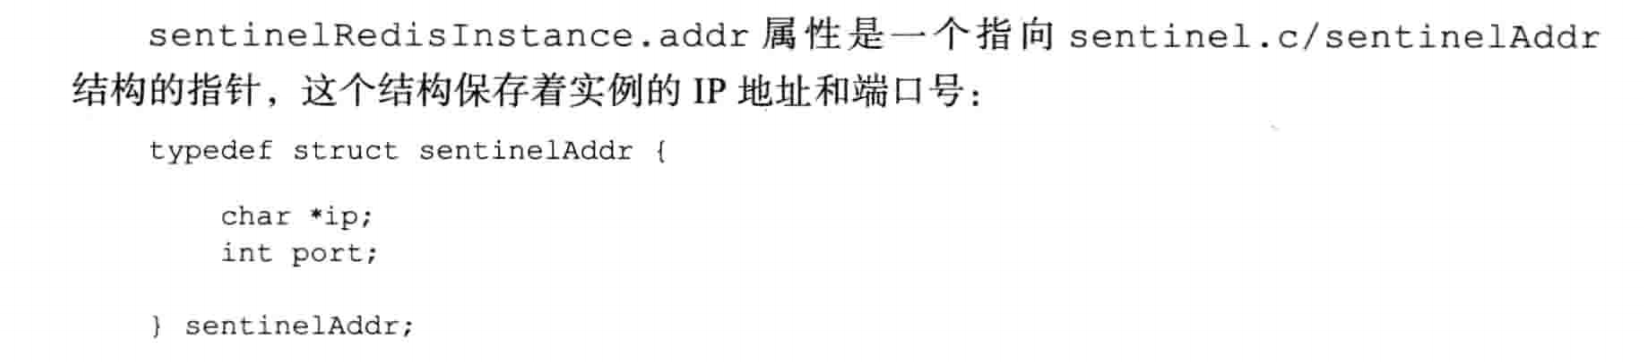 sentinelRedisInstance.addr 属性是一个指向 sentinel.c/sentinelAddr
结构的指针，这个结构保存着实例的 IP 地址和端口号：
typedef struct sentinelAddr {
char *ip;
int port;
} sentinelAddr;